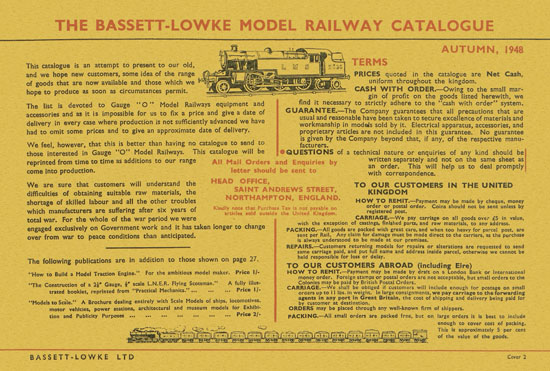 THE BASSETT-LOWKE MODEL RAILWAY CATALOGUE
AUTUMN, 1948
This catalogue is an attempt to present to our old,
and we hope new customers, some idea of the range
of goods that are now available and those which we
hope to produce as soon as circumstances permit.
The list is devoted to Gauge "O" Model Railways equipment and
accessories and as it is impossible for us to fix a price and give a date of
delivery in every case where production is not sufficiently advanced we have
had to omit some prices and to give an approximate date of delivery.
We feel, however, that this is better than having no catalogue to send to
those interested in Gauge "O" Model Railways. This catalogue will be
reprinted from time to time as additions to our range
come into production.
We are sure that customers will understand the
difficulties of obtaining suitable raw materials, the
shortage of skilled labour and all the other troubles
which manufacturers are suffering after six years of
total war. For the whole of the war period we were
engaged exclusively on Government work and it has taken longer to change
over from war to peace conditions than anticipated.
The following publications are in addition to those shown on page 27.
"How to Build a Model Traction Engine." For the ambitious model maker. Price 1/-
"The Construction of a 2½" Gauge, ½" scale L.N.E.R. Flying Scotsman." A fully illus-
trated booklet, reprinted from "Practical Mechanics." ... ... Price 1/-
"Models to Scale." A Brochure dealing entirely with Scale Models of ships, locomotives,
motor vehicles, power stations, architectural and museum models for Exhibi-
tion and Publicity Purposes ... ... ... ... ... Price 2/-
All Mail Orders and Enquiries by
letter should be sent to
HEAD OFFICE,
SAINT ANDREWS STREET,
NORTHAMPTON, ENGLAND.
Kindly note that Purchase Tax is not payable on
articles sold outside the United Kingdom.
TERMS
PRICES quoted in the catalogue are Net Cash,
uniform throughout the kingdom.
CASH WITH ORDER.—Owing to the small mar-
gin of profit on the goods listed herewith, we
find it necessary to strictly adhere to the "cash with order" system.
GUARANTEE.—The Company guarantees that all precautions that are
usual and reasonable have been taken to secure excellence of materials and
workmanship in models sold by it. Electrical apparatus, accessories, and
proprietary articles are not included in this guarantee. No guarantee
is given by the Company beyond that, if any, of the respective manu-
facturers.
QUESTIONS of a technical nature or enquiries of any kind should be
written separately and not on the same sheet as
an order. This will help us to deal promptly
with correspondence.
TO OUR CUSTOMERS IN THE UNITED
KINGDOM
HOW TO REMIT.—Payment may be made by cheque, money
order or postal order. Coins should not be sent unless by
registered post.
CARRIAGE.—We pay carriage on all goods over £5 in value,
with the exception of castings, finished parts, and raw materials, to any address.
PACKING.—All goods are packed with great care, and when too heavy for parcel post, are
sent per Rail. Any claim for damage must be made direct to the carriers, as the purchase
is always understood to be made at our premises.
REPAIRS.—Customers returning models for repairs or alterations are requested to send
same carriage paid, and put full name and address inside parcel, otherwise we cannot be
held responsible for loss or delay.
TO OUR CUSTOMERS ABROAD (including Eire)
HOW TO REMIT.—Payment may be made by drafts on a London Bank or International
money order. Foreign stamps or postal orders are not acceptable, but small orders to the
Colonies may be paid by British Postal Orders.
CARRIAGE.—We shall be obliged if customers will include enough for postage on small
orders up to 11 lbs. in weight. In large consignments, we pay carriage to the forwarding
agents in any port in Great Britain, the cost of shipping and delivery being paid for
by customer at destination.
ORDERS may be placed through any well-known firm of shippers.
PACKING.—All small orders are packed free, but on large orders it is best to include
enough to cover cost of packing.
This is approximately 5 per cent
of the value of the goods.
BASSETT-LOWKE LTD
Cover 2